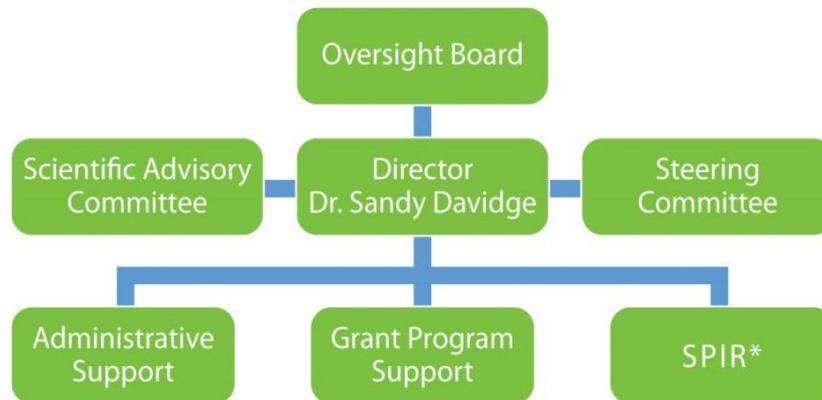 Oversight Board
Scientific Advisory
Committee
Director
Dr. Sandy Davidge
Steering
Committee
Administrative
Support
Grant Program
Support
SPIR*